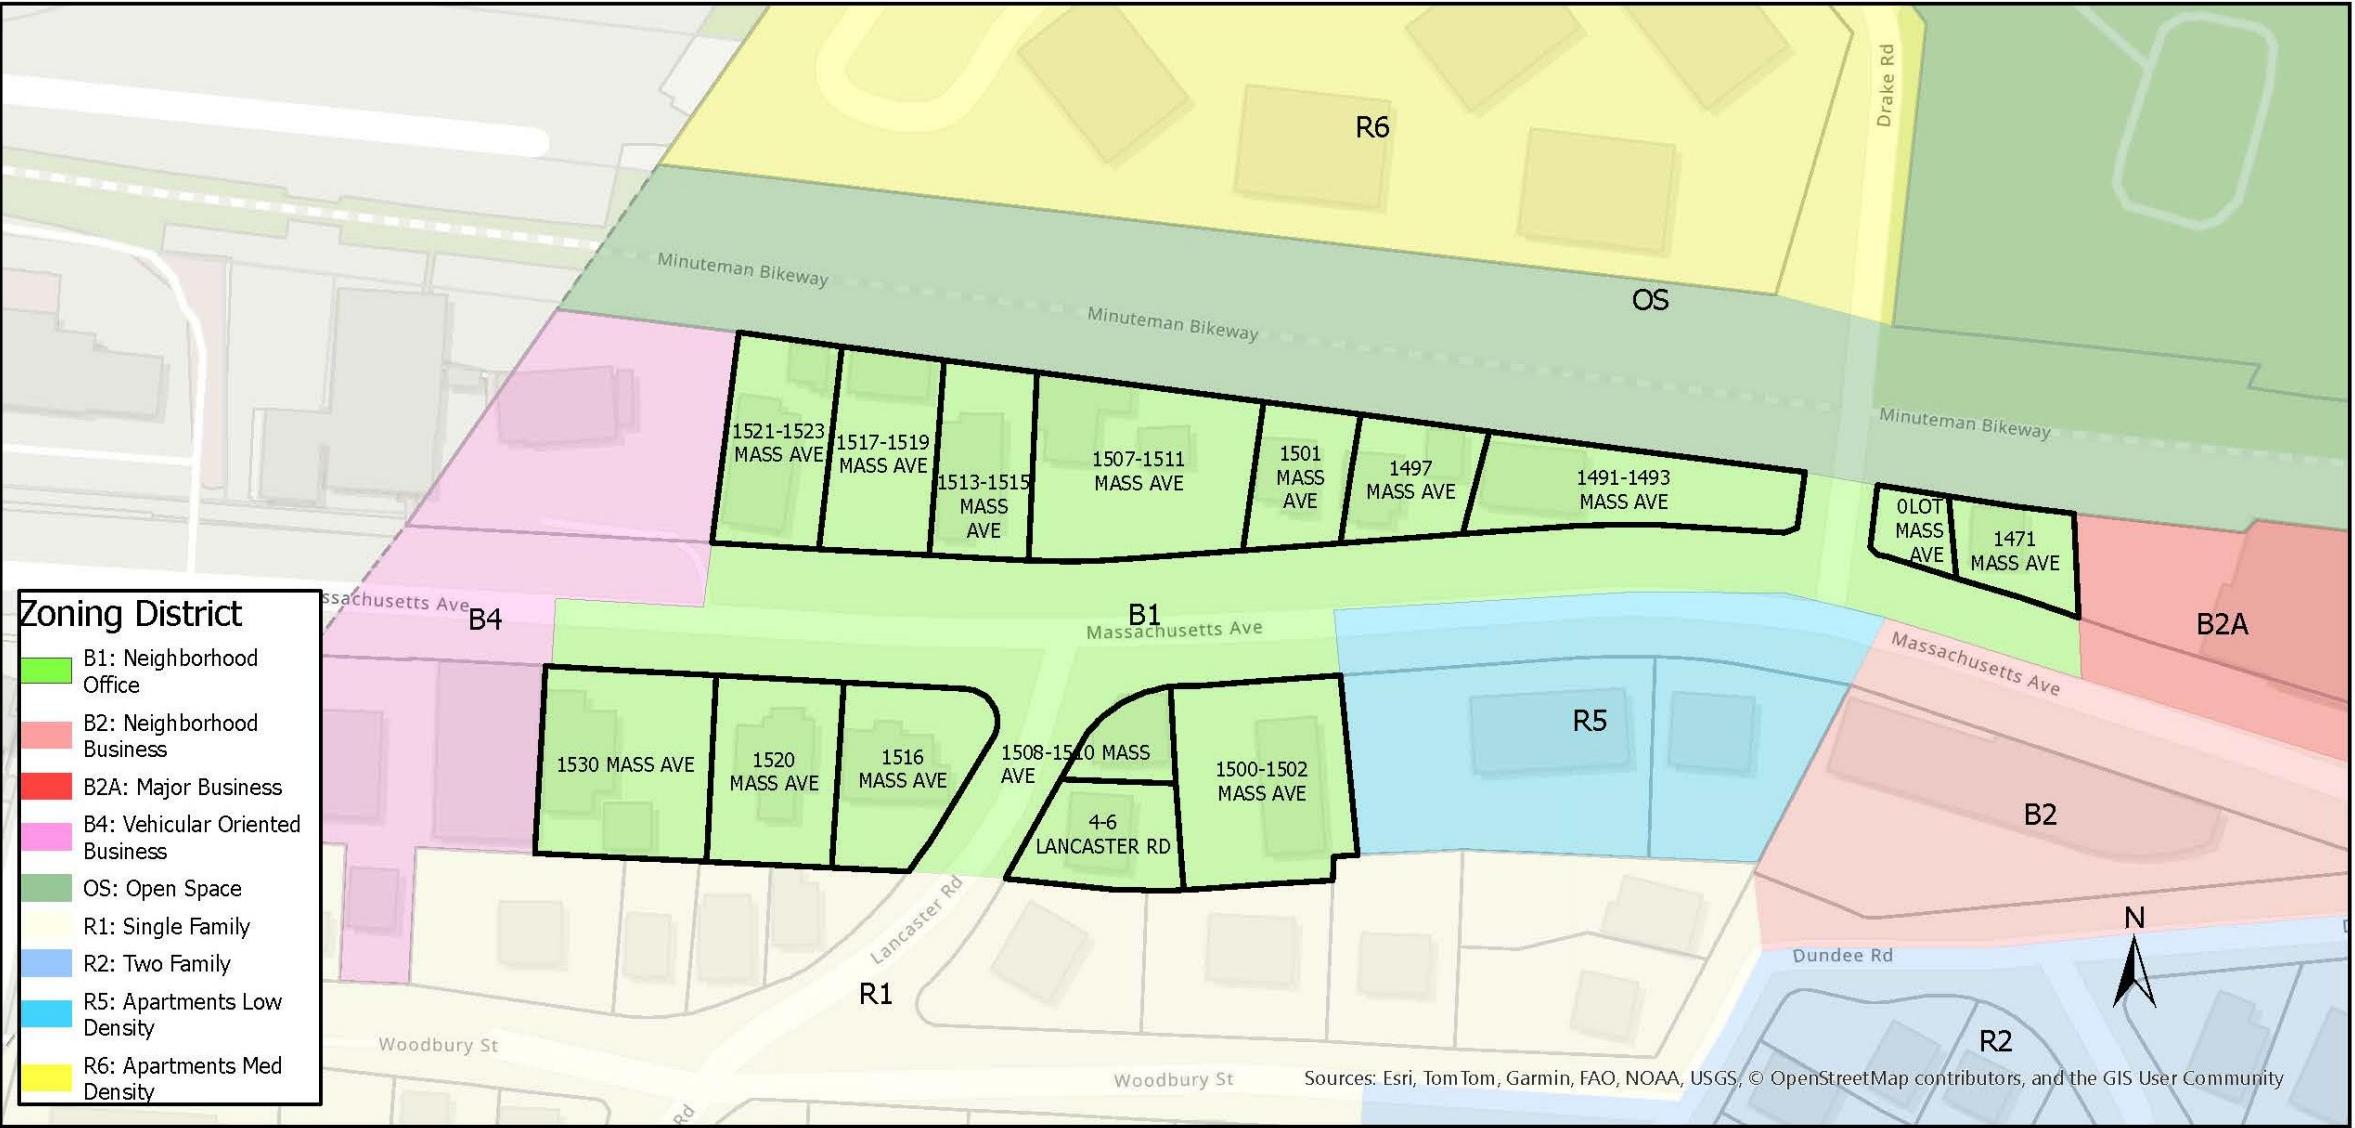 Drake Rd
R6
Minuteman Bikeway
OS
Minuteman Bikeway
Minuteman Bikeway
1521-1523
MASS AVE
1517-1519
MASS AVE
1513-1515
MASS
AVE
1507-1511
MASS AVE
1501
MASS
AVE
1497
MASS AVE
1491-1493
MASS AVE
0LOT
MASS
AVE
1471
MASS AVE
B2A
B4
B1
Massachusetts Ave
Massachusetts Ave
ssachusetts Ave
1530 MASS AVE
1520
MASS AVE
1516
MASS AVE
1508-1510 MASS
AVE
4-6
LANCASTER RD
1500-1502
MASS AVE
R5
B2
Lancaster Rd
R1
Dundee Rd
N
R2
Woodbury St
Woodbury St
Rd
Zoning District
B1: Neighborhood
Office
B2: Neighborhood
Business
B2A: Major Business
B4: Vehicular Oriented
Business
OS: Open Space
R1: Single Family
R2: Two Family
R5: Apartments Low
Density
R6: Apartments Med
Density
Sources: Esri, TomTom, Garmin, FAO, NOAA, USGS, © OpenStreetMap contributors, and the GIS User Community